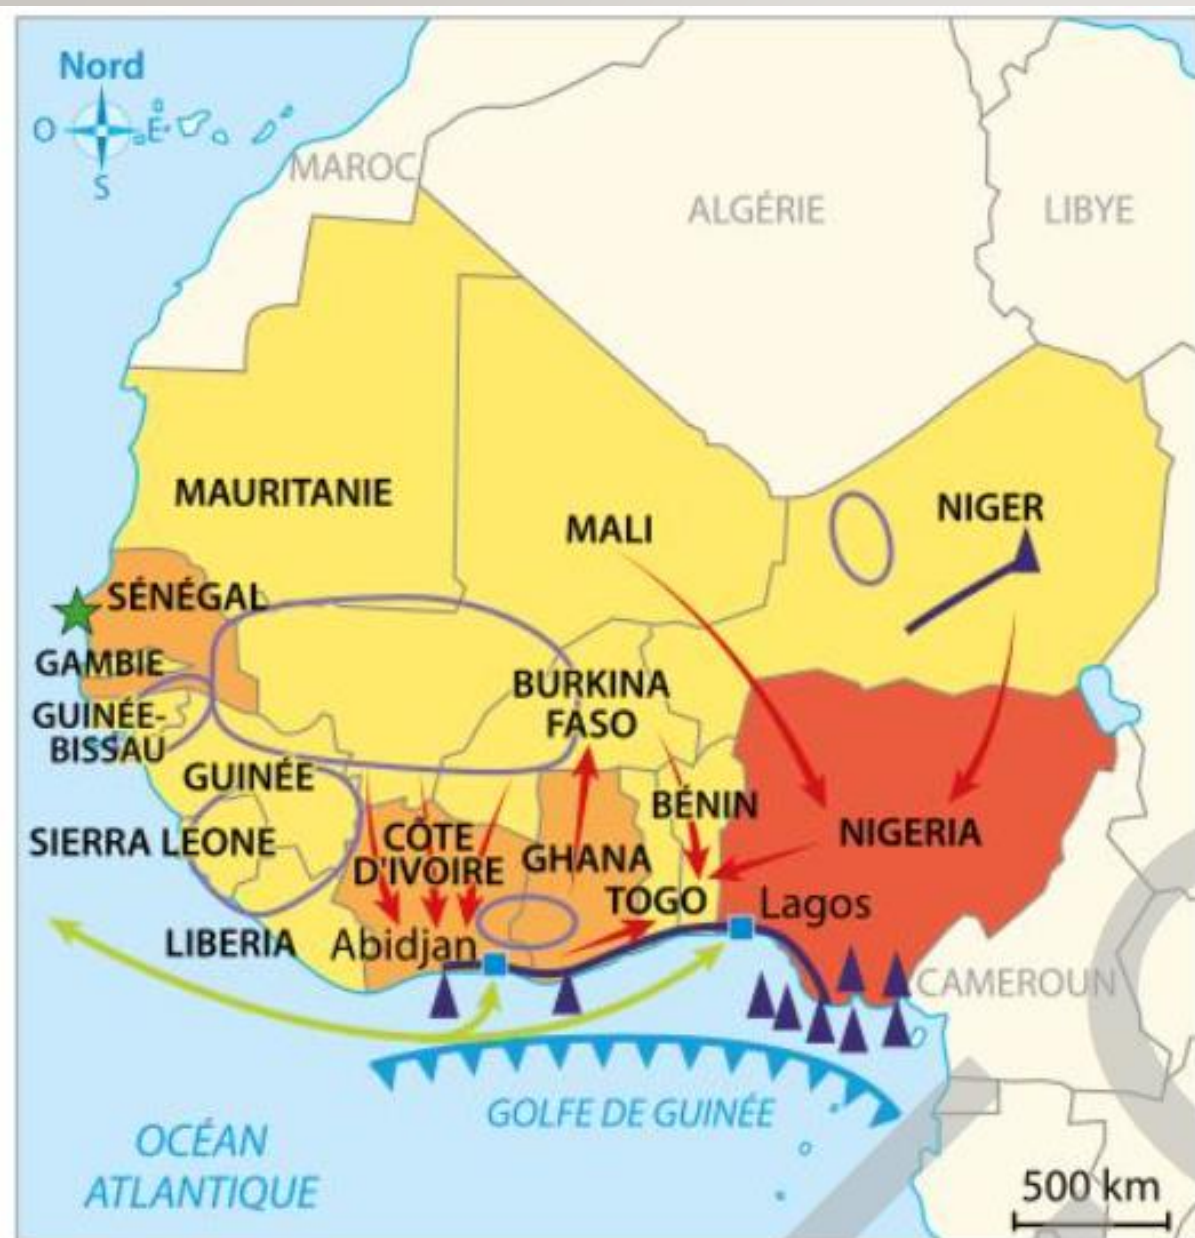 Nord
O
E
S
MAROC
ALGÉRIE
LIBYE
MAURITANIE
MALI
NIGER
SÉNÉGAL
GAMBIE
GUINÉE-
BISSAU
BURKINA
FASO
GUINÉE
BÉNIN
SIERRA LEONE
CÔTE
D'IVOIRE
GHANA
NIGERIA
TOGO
Lagos
LIBERIA
Abidjan
CAMEROUN
GOLFE DE GUINÉE
OCÉAN
ATLANTIQUE
500 km